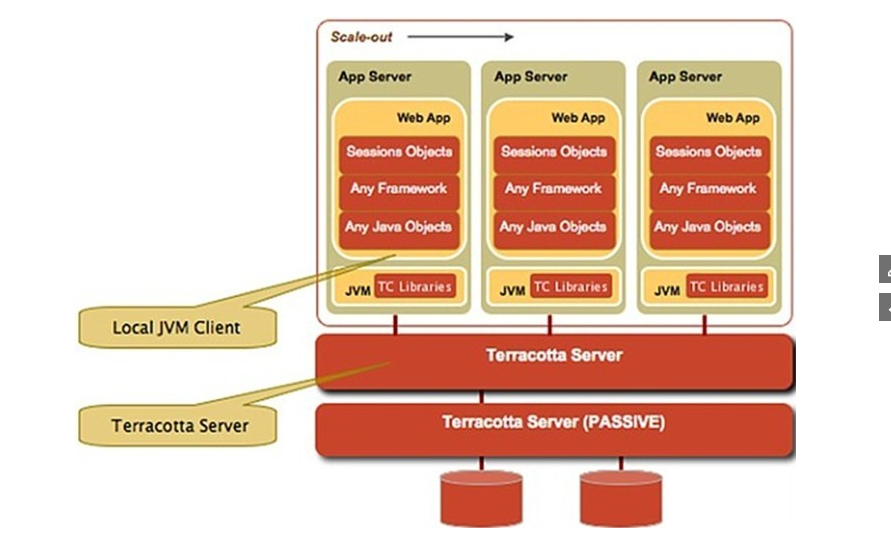 Scale-out
App Server
App Server
App Server
Web App
Web App
Web App
Sessions Objects
Sessions Objects
Sessions Objects
Any Framework
Any Framework
Any Framework
Any Java Objects
Any Java Objects
Any Java Objects
JVM TC Libraries
JVM TC Libraries
JVM TC Libraries
Local JVM Client
Terracotta Server
Terracotta Server
Terracotta Server (PASSIVE)